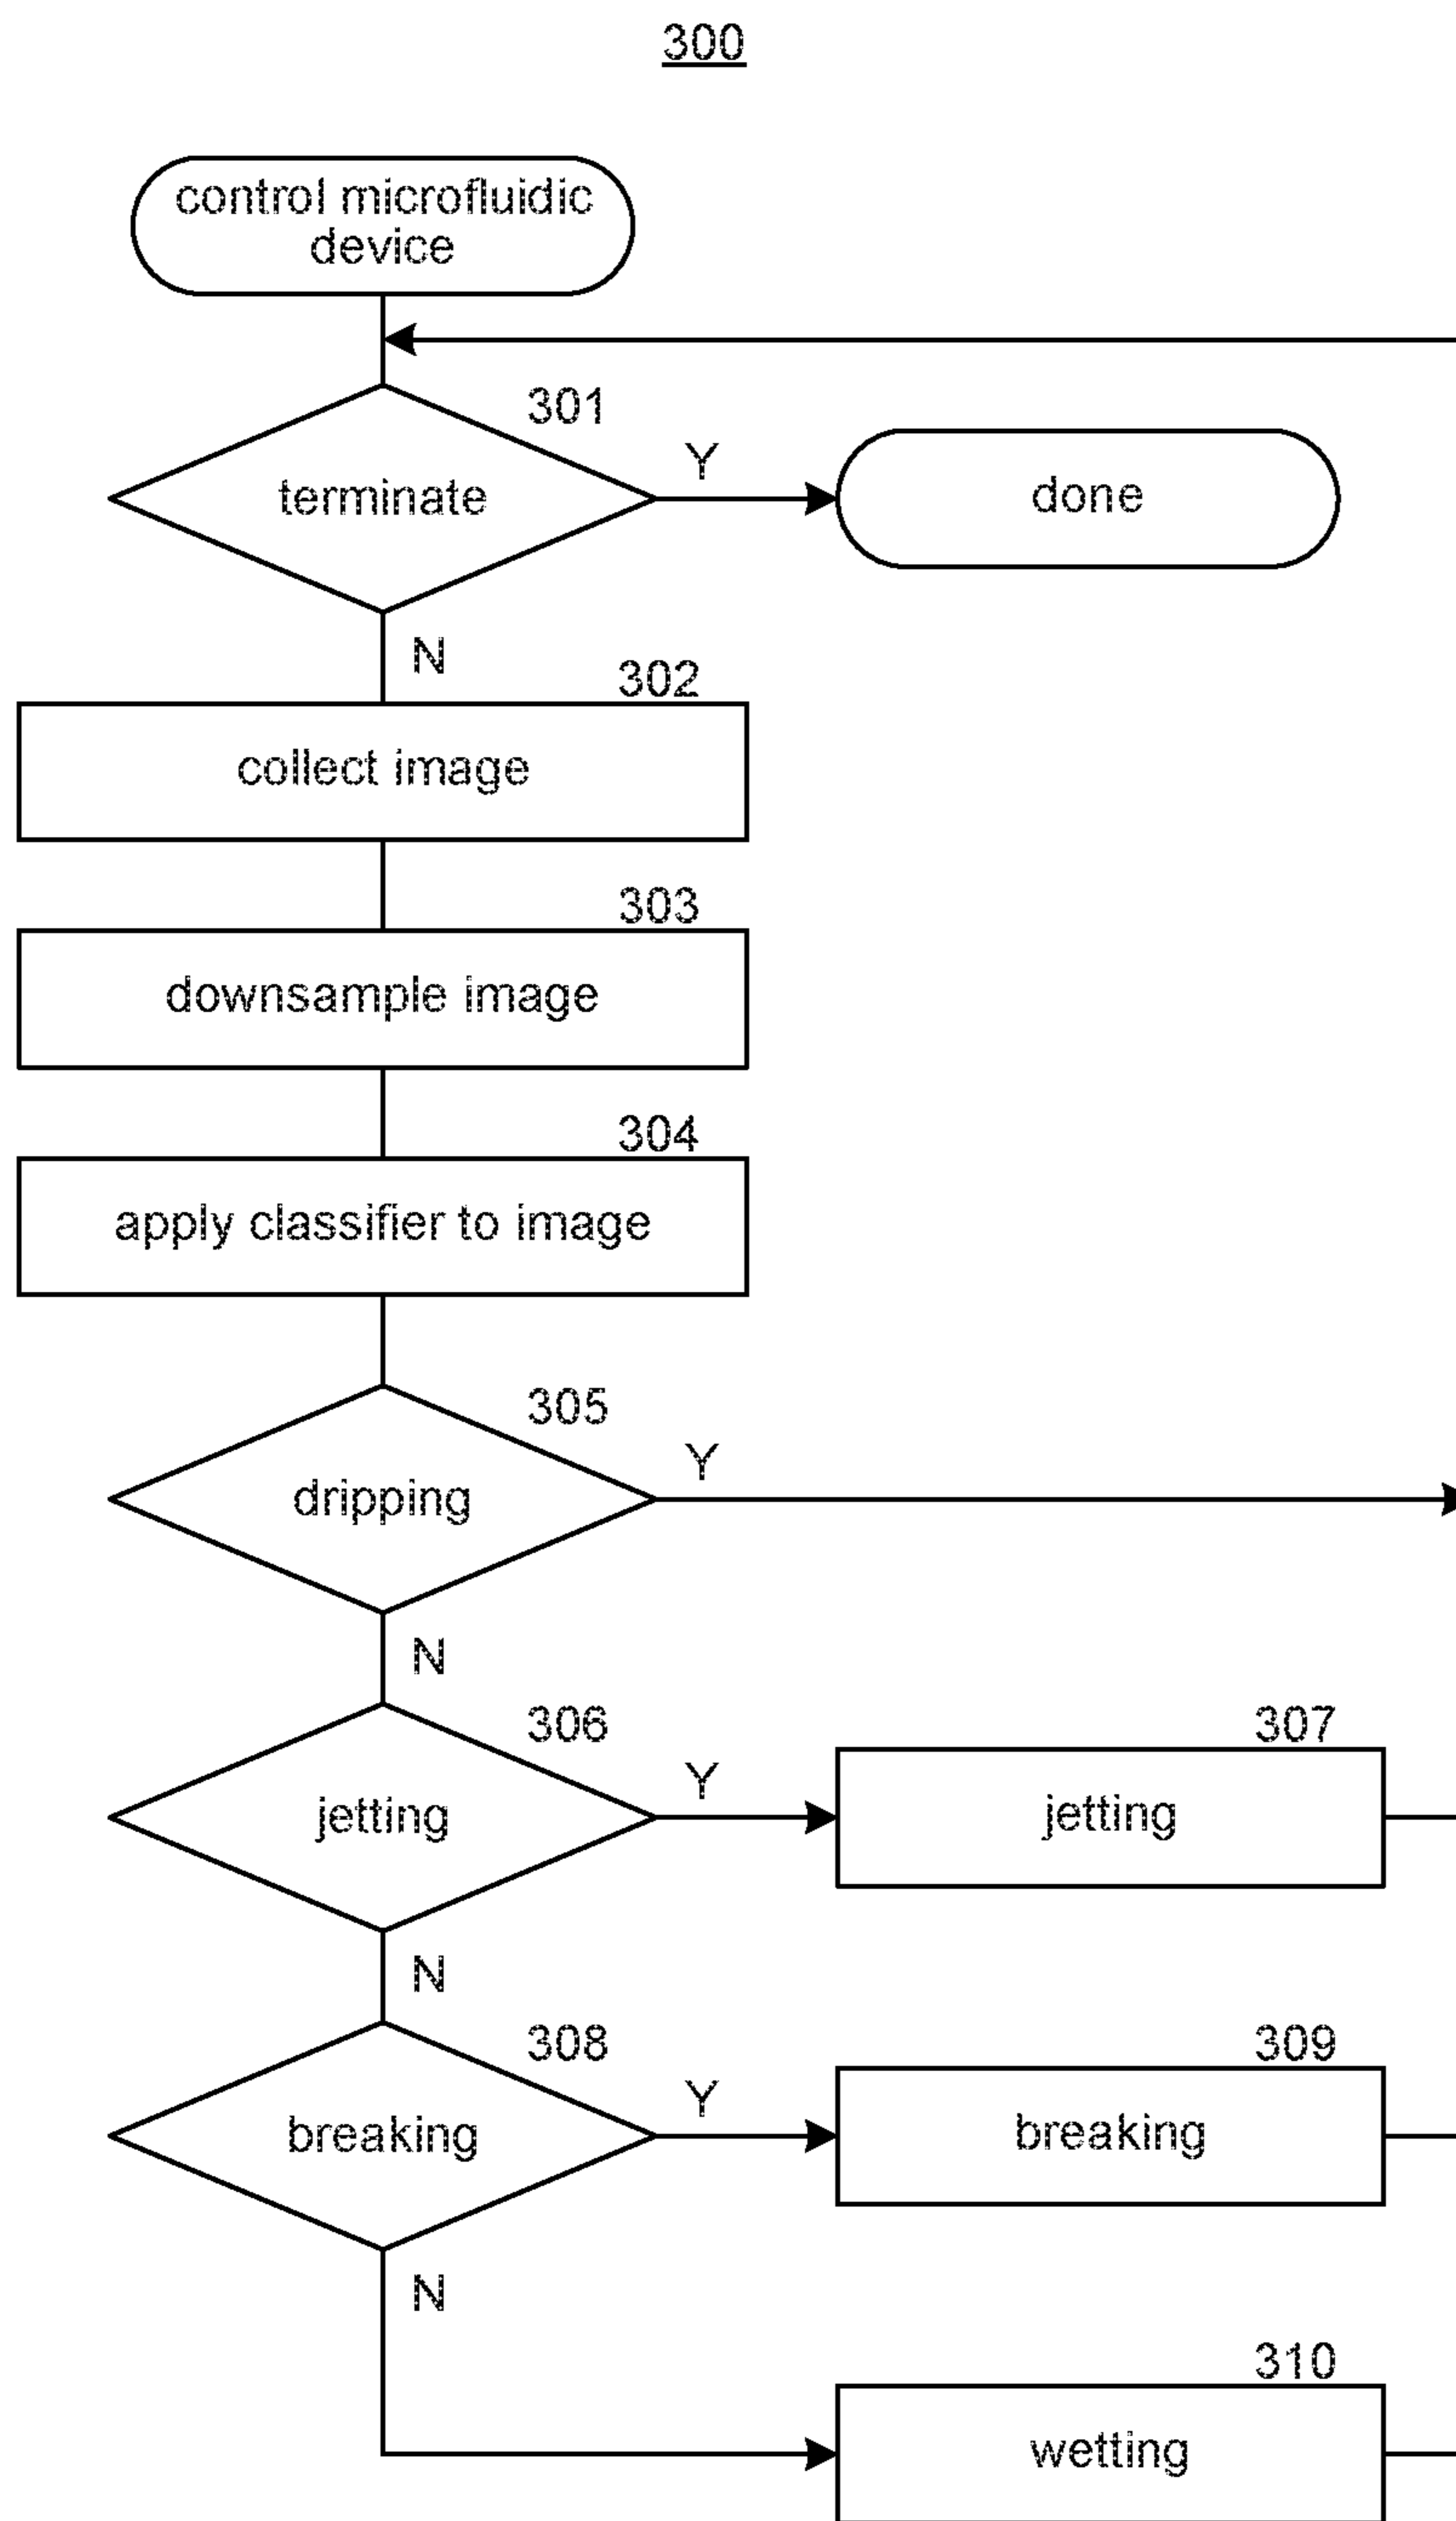 300
control microfluidic
device
301
terminate
Y
done
N
302
collect image
303
downsample image
304
apply classifier to image
305
dripping
Y
N
306
jetting
Y
307
jetting
N
308
breaking
Y
309
breaking
N
310
wetting